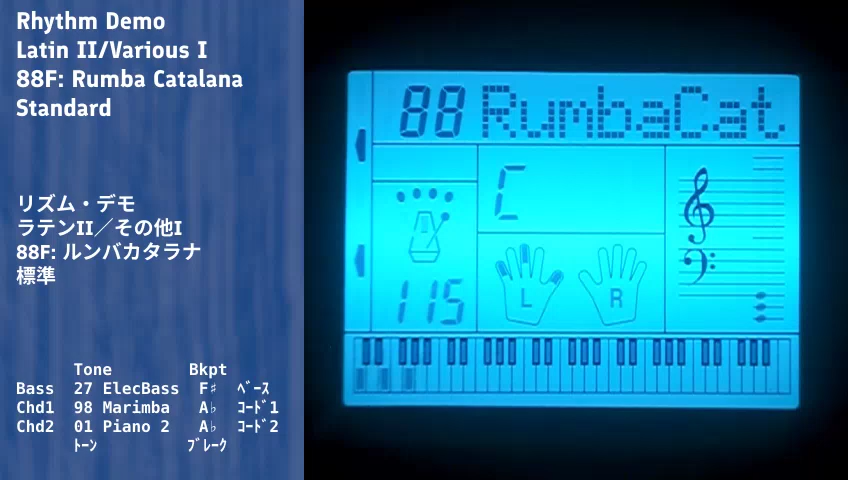 Rhythm Demo
Latin II/Various I
88F: Rumba Catalana
Standard
リズム・デモ
ラテンII／その他I
88F: ルンバカタラナ
標準
Tone Bkpt
Bass 27 ElecBass F♯ ﾍﾞｰｽ
Chd1 98 Marimba A♭ ｺｰﾄﾞ1
Chd2 01 Piano 2 A♭ ｺｰﾄﾞ2
ﾄｰﾝ ﾌﾞﾚｰｸ
88 RumbaCat
C
115
L R